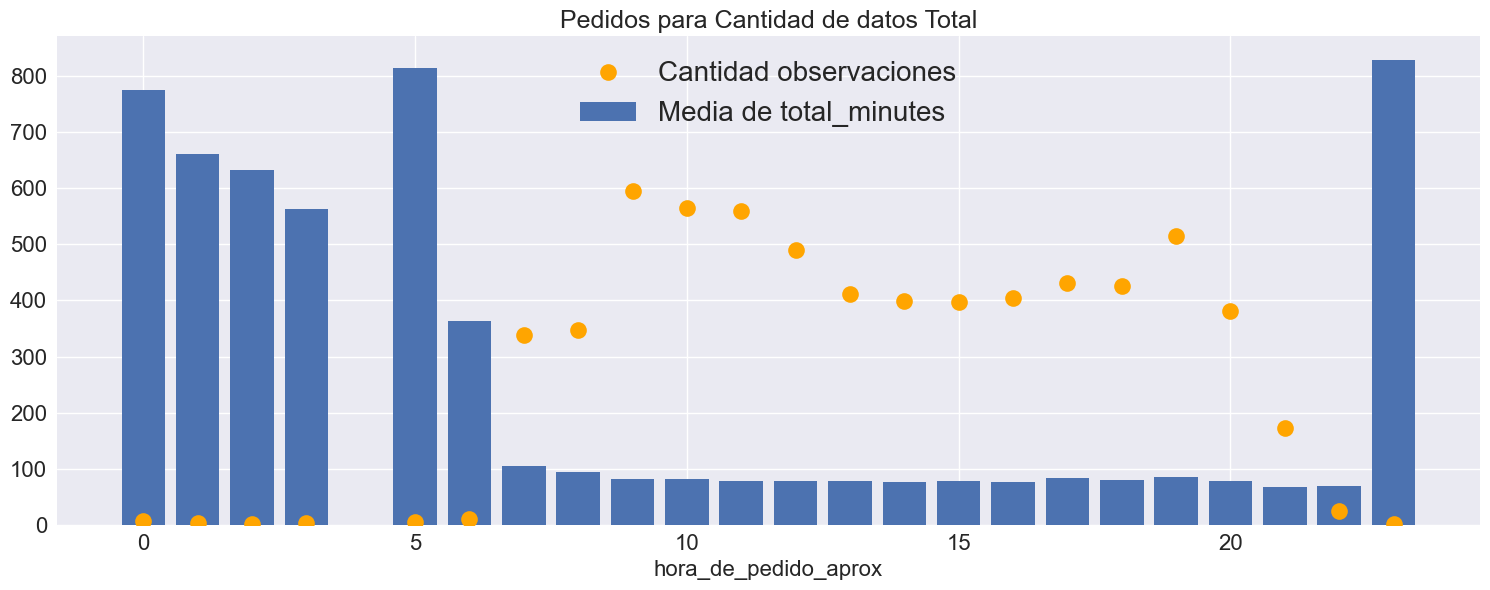 Pedidos para Cantidad de datos Total
Cantidad observaciones
Media de total_minutes
800
700
600
500
400
300
200
100
0
0 5 10 15 20
hora_de_pedido_aprox